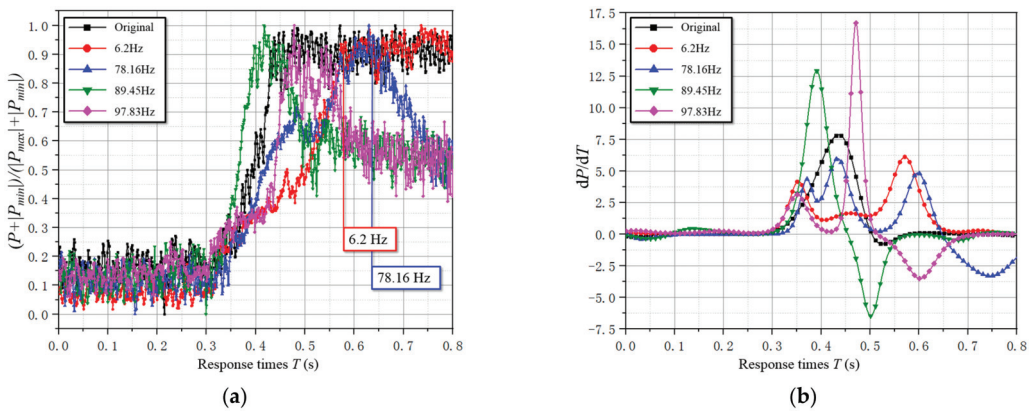 Original
6.2Hz
78.16Hz
89.45Hz
97.83Hz
1.0
0.9
0.8
0.7
0.6
0.5
0.4
0.3
0.2
0.1
0.0
(P+|P_mim|)/(|P_max|+|P_min|)
6.2 Hz
78.16 Hz
0.0 0.1 0.2 0.3 0.4 0.5 0.6 0.7 0.8
Response times T (s)
(a)
Original
6.2Hz
78.16Hz
89.45Hz
97.83Hz
17.5
15.0
12.5
10.0
7.5
5.0
2.5
0.0
-2.5
-5.0
-7.5
dP/dT
0.0 0.1 0.2 0.3 0.4 0.5 0.6 0.7 0.8
Response times T (s)
(b)